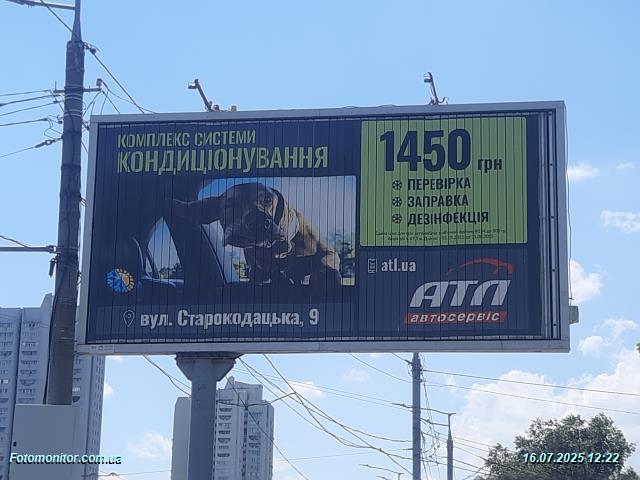 КОМПЛЕКС СИСТЕМИ
КОНДИЦІОНУВАННЯ
1450 грн
ПЕРЕВІРКА
ЗАПРАВКА
ДЕЗІНФЕКЦІЯ
atl.ua
АТЛ
автосервіс
вул. Старокодацька, 9
Fotomonitor.com.ua
16.07.2025 12:22